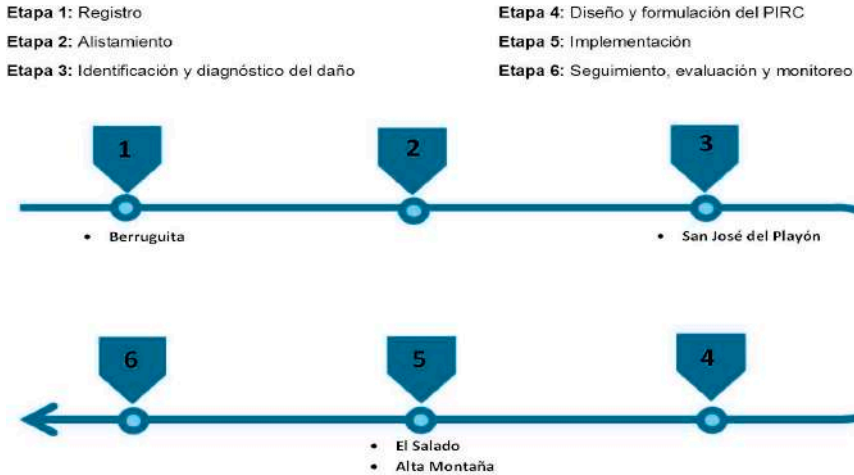 Etapa 1: Registro
Etapa 2: Alistamiento
Etapa 3: Identificación y diagnóstico del daño
Etapa 4: Diseño y formulación del PIRC
Etapa 5: Implementación
Etapa 6: Seguimiento, evaluación y monitoreo
1
2
3
• Berruguita
• San José del Playón
6
5
4
• El Salado
• Alta Montaña